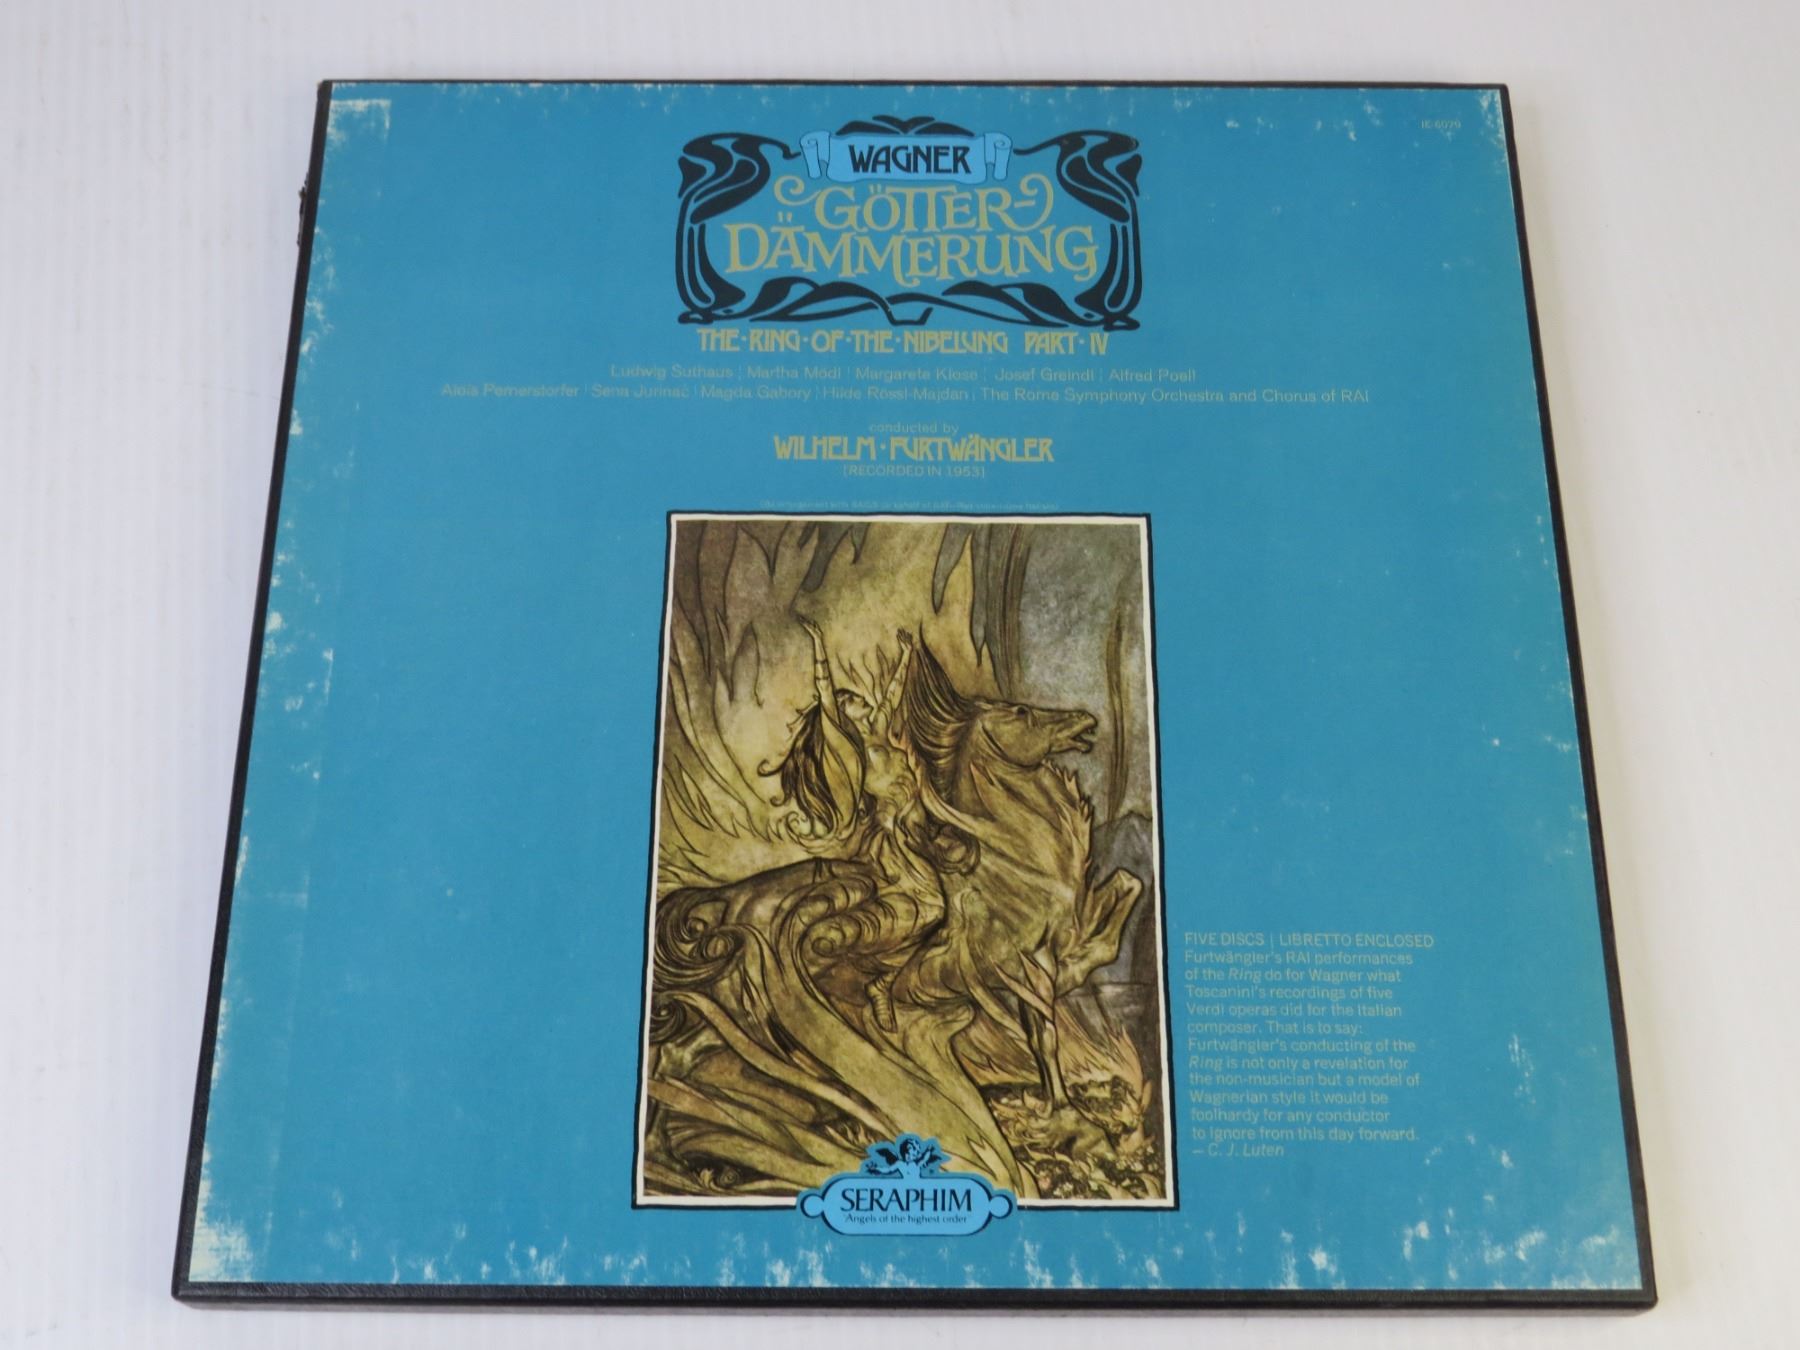 IE-6079
WAGNER
GÖTTER-
DÄMMERUNG
THE·RING·OF·THE·NIBELUNG PART·IV
Ludwig Suthaus | Martha Mödl | Margarete Klose | Josef Greindl | Alfred Poell
Alois Pernerstorfer | Sena Jurinac | Magda Gabory | Hilde Rössl-Majdan | The Rome Symphony Orchestra and Chorus of RAI
conducted by
WILHELM·FURTWÄNGLER
[RECORDED IN 1953]
FIVE DISCS | LIBRETTO ENCLOSED
Furtwängler's RAI performances
of the Ring do for Wagner what
Toscanini's recordings of five
Verdi operas did for the Italian
composer. That is to say:
Furtwängler's conducting of the
Ring is not only a revelation for
the non-musician but a model of
Wagnerian style it would be
foolhardy for any conductor
to ignore from this day forward.
– C. J. Luten
SERAPHIM
"Angels of the highest order"